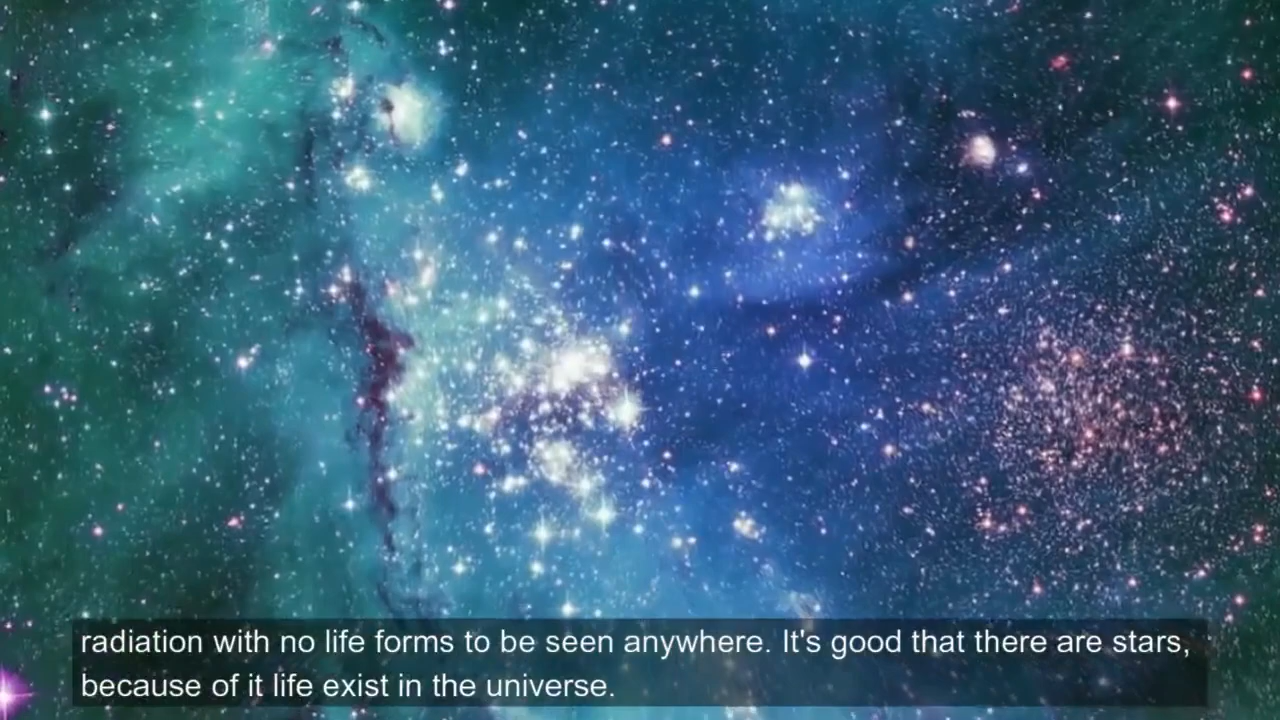 radiation with no life forms to be seen anywhere. It's good that there are stars,
because of it life exist in the universe.